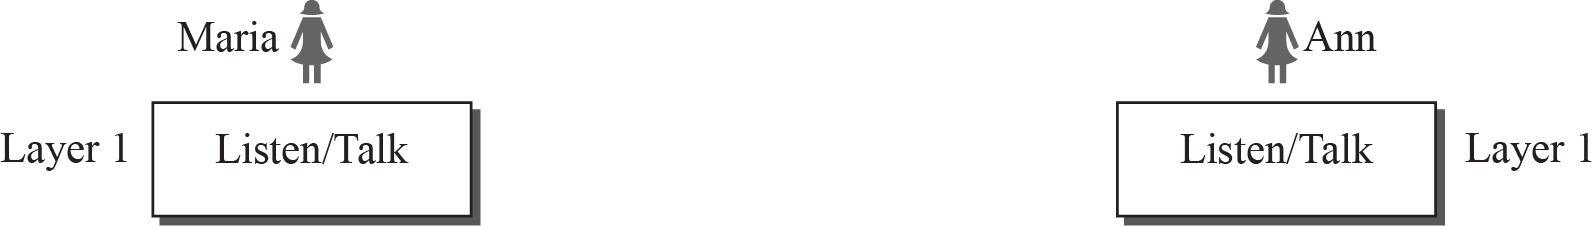 Maria
Ann
Layer 1
Listen/Talk
Listen/Talk
Layer 1